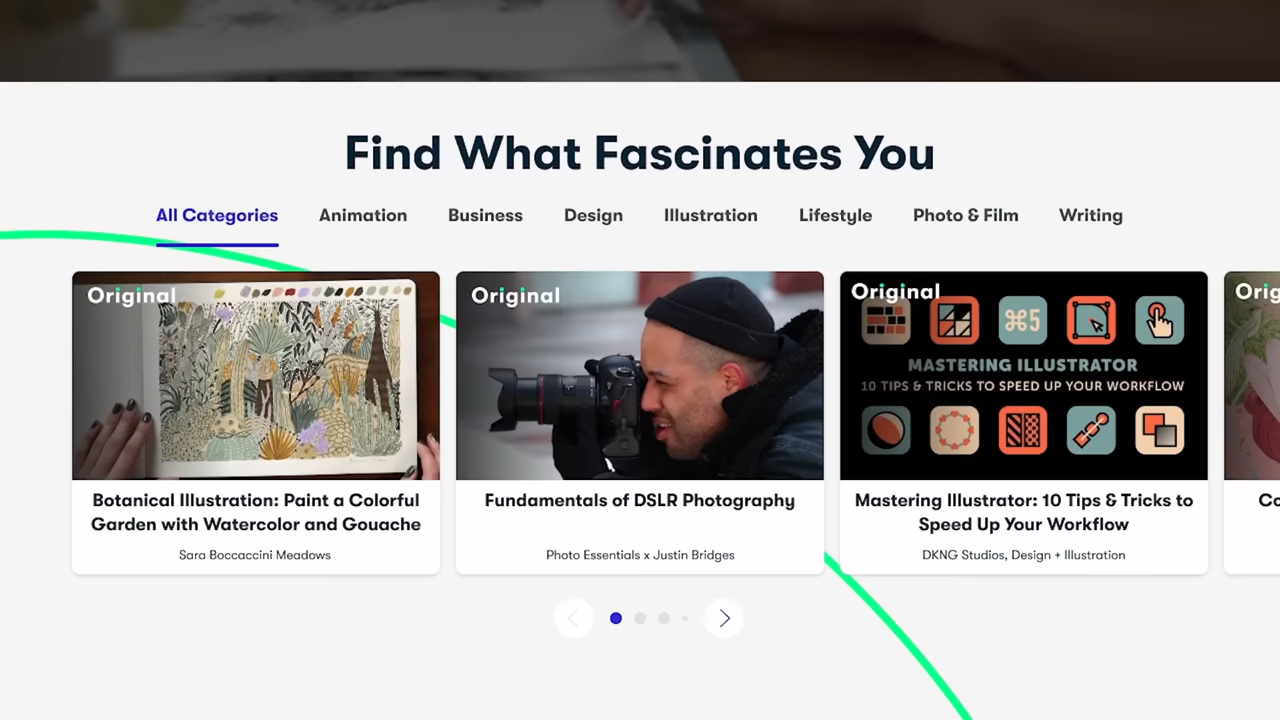 Find What Fascinates You
All Categories Animation Business Design Illustration Lifestyle Photo & Film Writing
Original
Original
Original
⌘5
MASTERING ILLUSTRATOR
10 TIPS & TRICKS TO SPEED UP YOUR WORKFLOW
Botanical Illustration: Paint a Colorful
Garden with Watercolor and Gouache
Sara Boccaccini Meadows
Fundamentals of DSLR Photography
Photo Essentials x Justin Bridges
Mastering Illustrator: 10 Tips & Tricks to
Speed Up Your Workflow
DKNG Studios, Design + Illustration